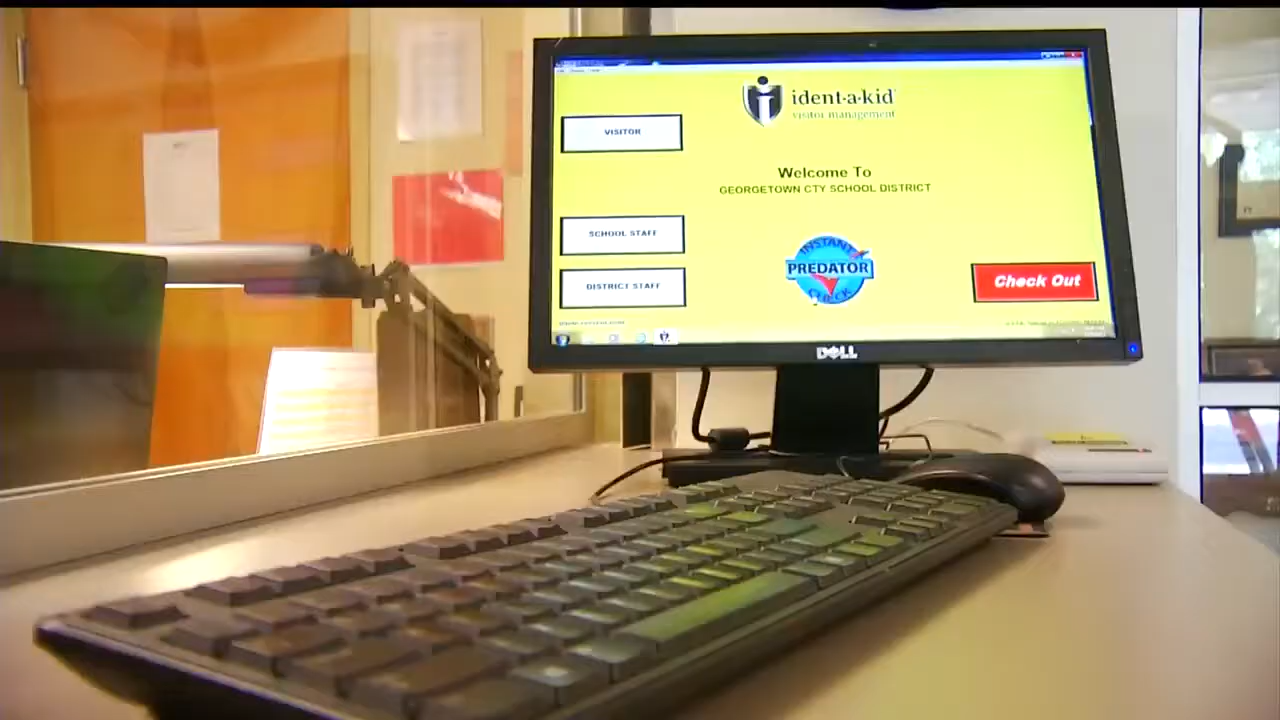 ident-a-kid
visitor management
VISITOR
Welcome To
GEORGETOWN CTY SCHOOL DISTRICT
SCHOOL STAFF
INSTANT
PREDATOR
CHECK
DISTRICT STAFF
Check Out
DELL